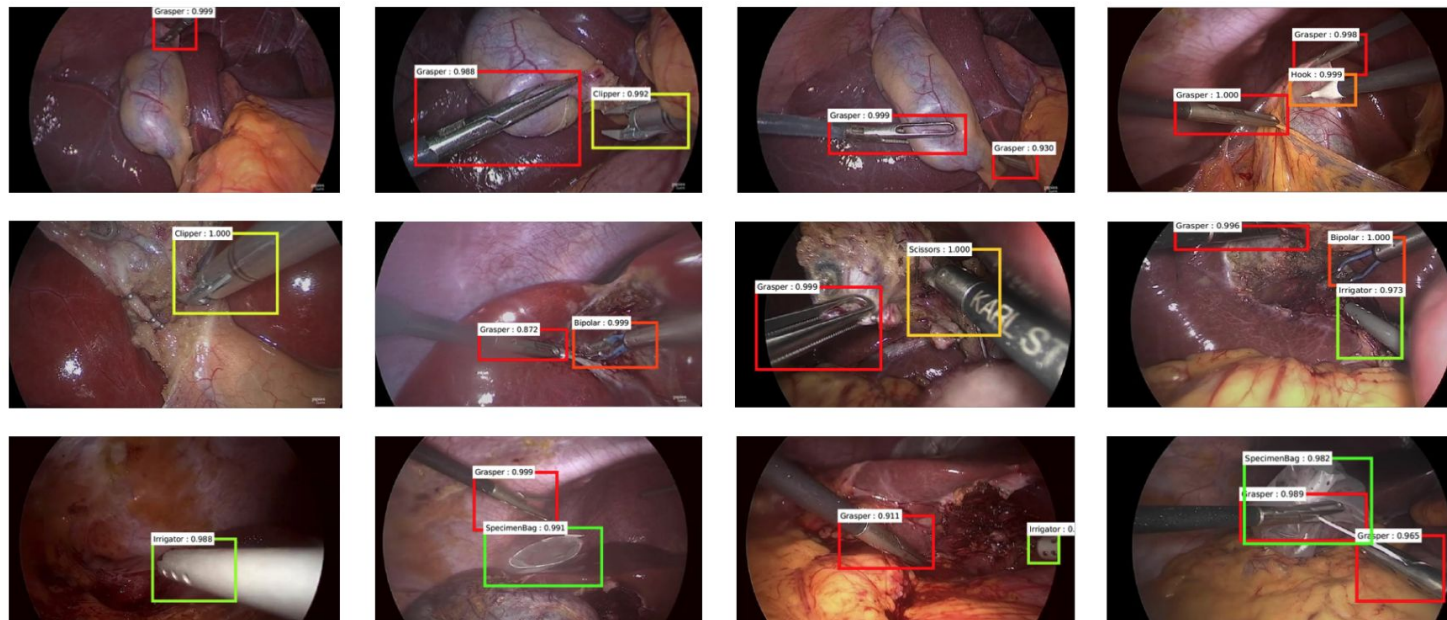 Grasper : 0.999
Grasper : 0.988
Clipper : 0.992
Grasper : 0.999
Grasper : 0.930
Grasper : 0.998
Hook : 0.999
Grasper : 1.000
Clipper : 1.000
Grasper : 0.872
Bipolar : 0.999
Scissors : 1.000
Grasper : 0.999
KARL ST
Grasper : 0.996
Bipolar : 1.000
Irrigator : 0.973
Irrigator : 0.988
Grasper : 0.999
SpecimenBag : 0.991
Grasper : 0.911
Irrigator : 0.
SpecimenBag : 0.982
Grasper : 0.989
Grasper : 0.965